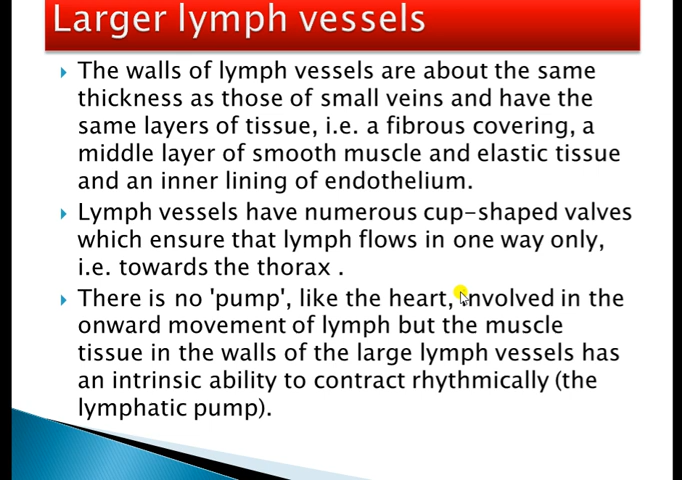 Larger lymph vessels
The walls of lymph vessels are about the same
thickness as those of small veins and have the
same layers of tissue, i.e. a fibrous covering, a
middle layer of smooth muscle and elastic tissue
and an inner lining of endothelium.
Lymph vessels have numerous cup-shaped valves
which ensure that lymph flows in one way only,
i.e. towards the thorax .
There is no 'pump', like the heart, involved in the
onward movement of lymph but the muscle
tissue in the walls of the large lymph vessels has
an intrinsic ability to contract rhythmically (the
lymphatic pump).